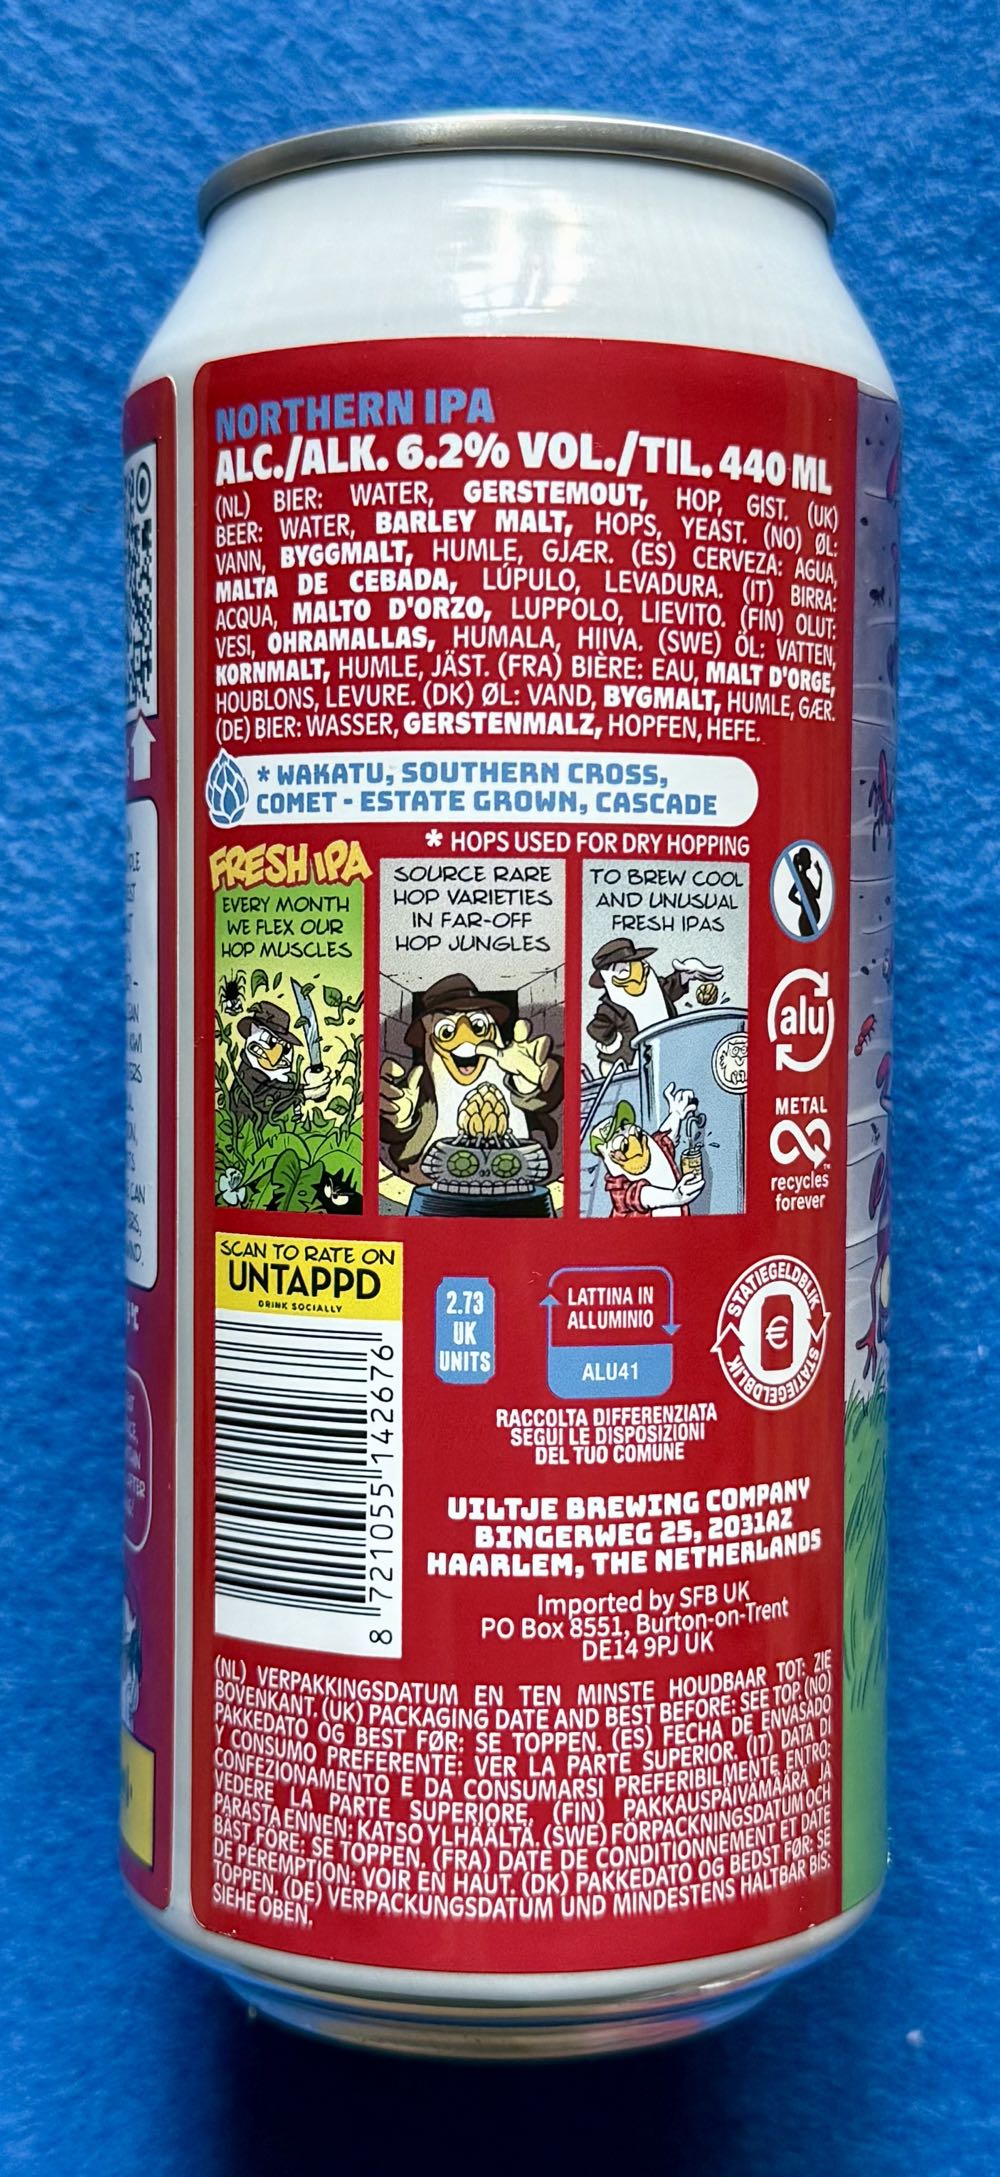 NORTHERN IPA
ALC./ALK. 6.2% VOL./TIL. 440 ML
(NL) BIER: WATER, GERSTEMOUT, HOP, GIST. (UK)
BEER: WATER, BARLEY MALT, HOPS, YEAST. (NO) ØL:
VANN, BYGGMALT, HUMLE, GJÆR. (ES) CERVEZA: AGUA,
MALTA DE CEBADA, LÚPULO, LEVADURA. (IT) BIRRA:
ACQUA, MALTO D'ORZO, LUPPOLO, LIEVITO. (FIN) OLUT:
VESI, OHRAMALLAS, HUMALA, HIIVA. (SWE) ÖL: VATTEN,
KORNMALT, HUMLE, JÄST. (FRA) BIÈRE: EAU, MALT D'ORGE,
HOUBLONS, LEVURE. (DK) ØL: VAND, BYGMALT, HUMLE, GÆR.
(DE) BIER: WASSER, GERSTENMALZ, HOPFEN, HEFE.
* WAKATU, SOUTHERN CROSS,
COMET - ESTATE GROWN, CASCADE
* HOPS USED FOR DRY HOPPING
FRESH IPA
EVERY MONTH
WE FLEX OUR
HOP MUSCLES
SOURCE RARE
HOP VARIETIES
IN FAR-OFF
HOP JUNGLES
TO BREW COOL
AND UNUSUAL
FRESH IPAS
alu
METAL
recycles
forever
SCAN TO RATE ON
UNTAPPD
DRINK SOCIALLY
8 721055 142676
2.73
UK
UNITS
LATTINA IN
ALLUMINIO
ALU41
RACCOLTA DIFFERENZIATA
SEGUI LE DISPOSIZIONI
DEL TUO COMUNE
STATIEGELDBLIK
STATIEGELDBLIK
€
UILTJE BREWING COMPANY
BINGERWEG 25, 2031AZ
HAARLEM, THE NETHERLANDS
Imported by SFB UK
PO Box 8551, Burton-on-Trent
DE14 9PJ UK
(NL) VERPAKKINGSDATUM EN TEN MINSTE HOUDBAAR TOT: ZIE
BOVENKANT. (UK) PACKAGING DATE AND BEST BEFORE: SEE TOP. (NO)
PAKKEDATO OG BEST FØR: SE TOPPEN. (ES) FECHA DE ENVASADO
Y CONSUMO PREFERENTE: VER LA PARTE SUPERIOR. (IT) DATA DI
CONFEZIONAMENTO E DA CONSUMARSI PREFERIBILMENTE ENTRO:
VEDERE LA PARTE SUPERIORE, (FIN) PAKKAUSPÄIVÄMÄÄRÄ JA
PARASTA ENNEN: KATSO YLHÄÄLTÄ. (SWE) FÖRPACKNINGSDATUM OCH
BÄST FÖRE: SE TOPPEN. (FRA) DATE DE CONDITIONNEMENT ET DATE
DE PÉREMPTION: VOIR EN HAUT. (DK) PAKKEDATO OG BEDST FØR: SE
TOPPEN. (DE) VERPACKUNGSDATUM UND MINDESTENS HALTBAR BIS:
SIEHE OBEN.